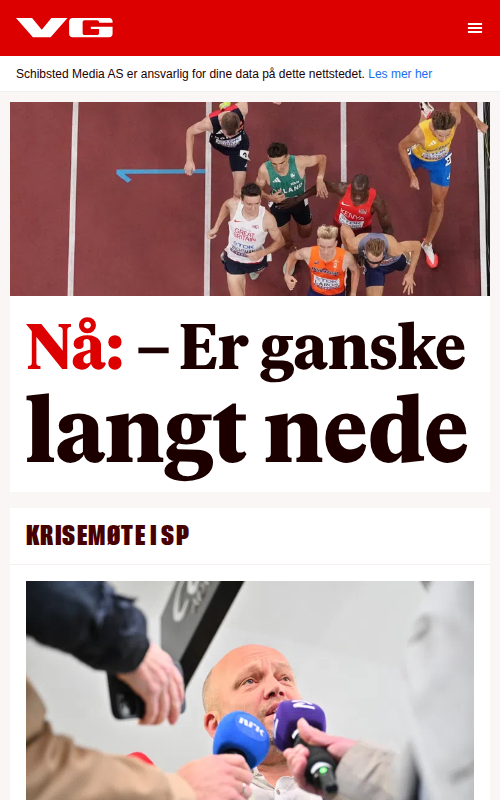 VG
Schibsted Media AS er ansvarlig for dine data på dette nettstedet. Les mer her
1
GREAT
BRITAIN
KENYA
Nå: – Er ganske
langt nede
KRISEMØTE I SP
NRK